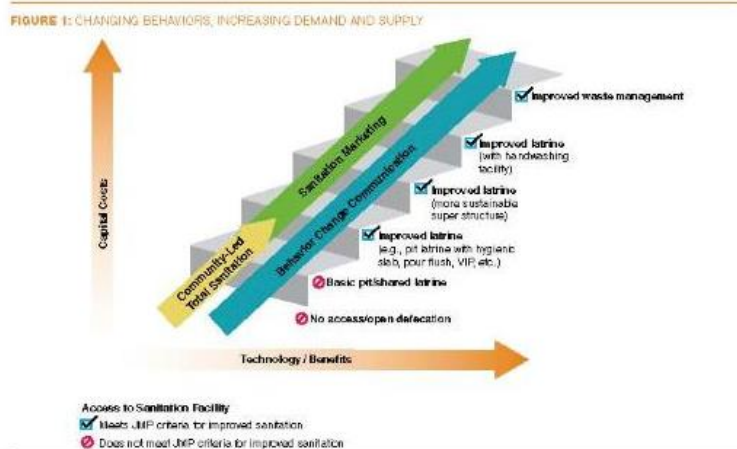 FIGURE 1: CHANGING BEHAVIORS, INCREASING DEMAND AND SUPPLY
Capital Costs
Community-Led
Total Sanitation
Sanitation Marketing
Behavior Change Communication
Improved waste management
Improved latrine
(with handwashing
facility)
Improved latrine
(more sustainable
super structure)
Improved latrine
(e.g., pit latrine with hygienic
slab, pour flush, VIP, etc.)
Basic pit/shared latrine
No access/open defecation
Technology / Benefits
Access to Sanitation Facility
Meets JMP criteria for improved sanitation
Does not meet JMP criteria for improved sanitation